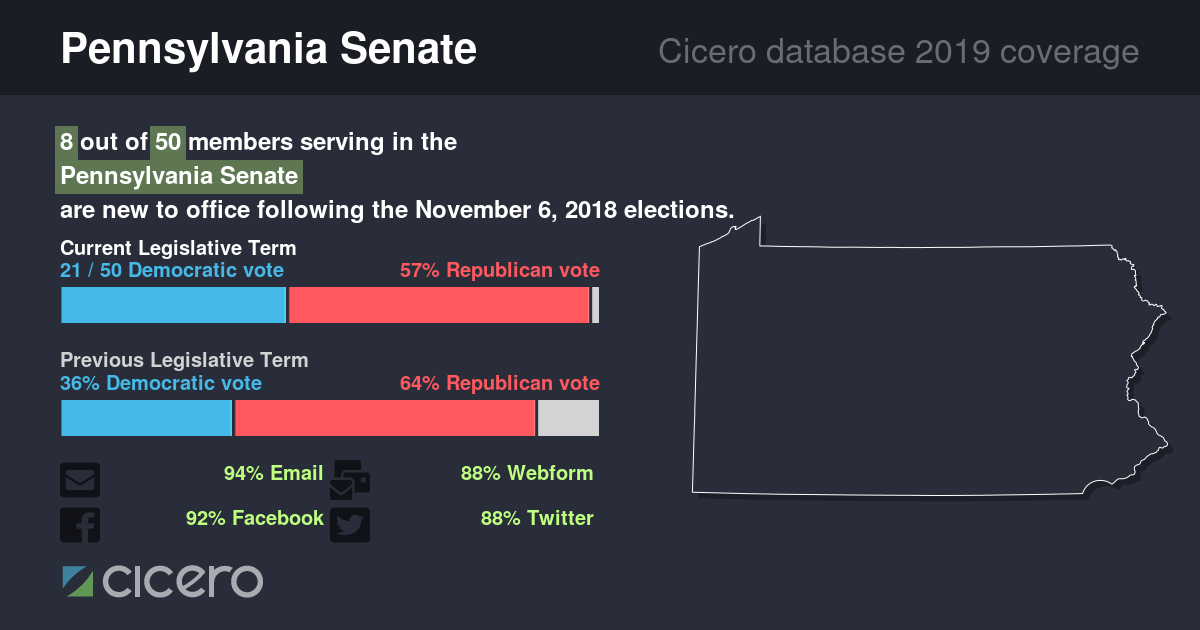 Pennsylvania Senate
Cicero database 2019 coverage
8 out of 50 members serving in the
Pennsylvania Senate
are new to office following the November 6, 2018 elections.
Current Legislative Term
21 / 50 Democratic vote
57% Republican vote
Previous Legislative Term
36% Democratic vote
64% Republican vote
94% Email
88% Webform
92% Facebook
88% Twitter
cicero